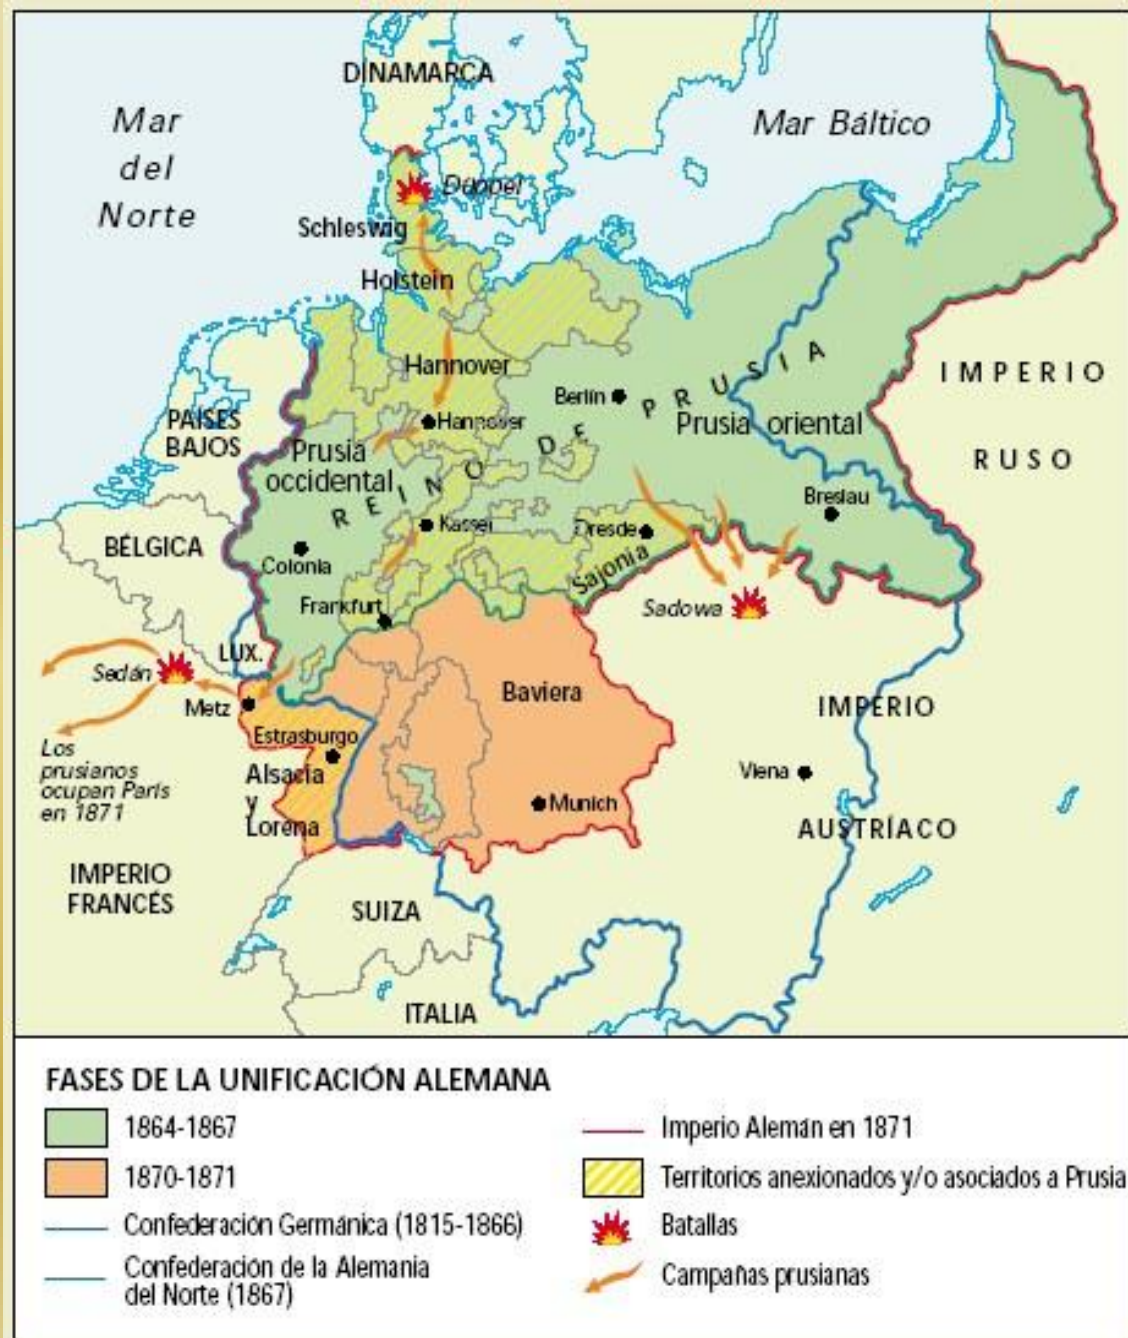 DINAMARCA
Mar
del
Norte
Mar Báltico
Düppel
Schleswig
Holstein
Hannover
Hannover
Berlín
REINO DE PRUSIA
Prusia oriental
IMPERIO
RUSO
PAÍSES
BAJOS
Prusia
occidental
Breslau
Kassel
Dresde
BÉLGICA
Colonia
Sajonia
Frankfurt
Sadowa
LUX.
Sedán
Metz
Baviera
IMPERIO
Estrasburgo
Los
prusianos
ocupan París
en 1871
Alsacia
y
Lorena
Viena
Munich
AUSTRÍACO
IMPERIO
FRANCÉS
SUIZA
ITALIA
FASES DE LA UNIFICACIÓN ALEMANA
1864-1867
1870-1871
Confederación Germánica (1815-1866)
Confederación de la Alemania
del Norte (1867)
Imperio Alemán en 1871
Territorios anexionados y/o asociados a Prusia
Batallas
Campañas prusianas